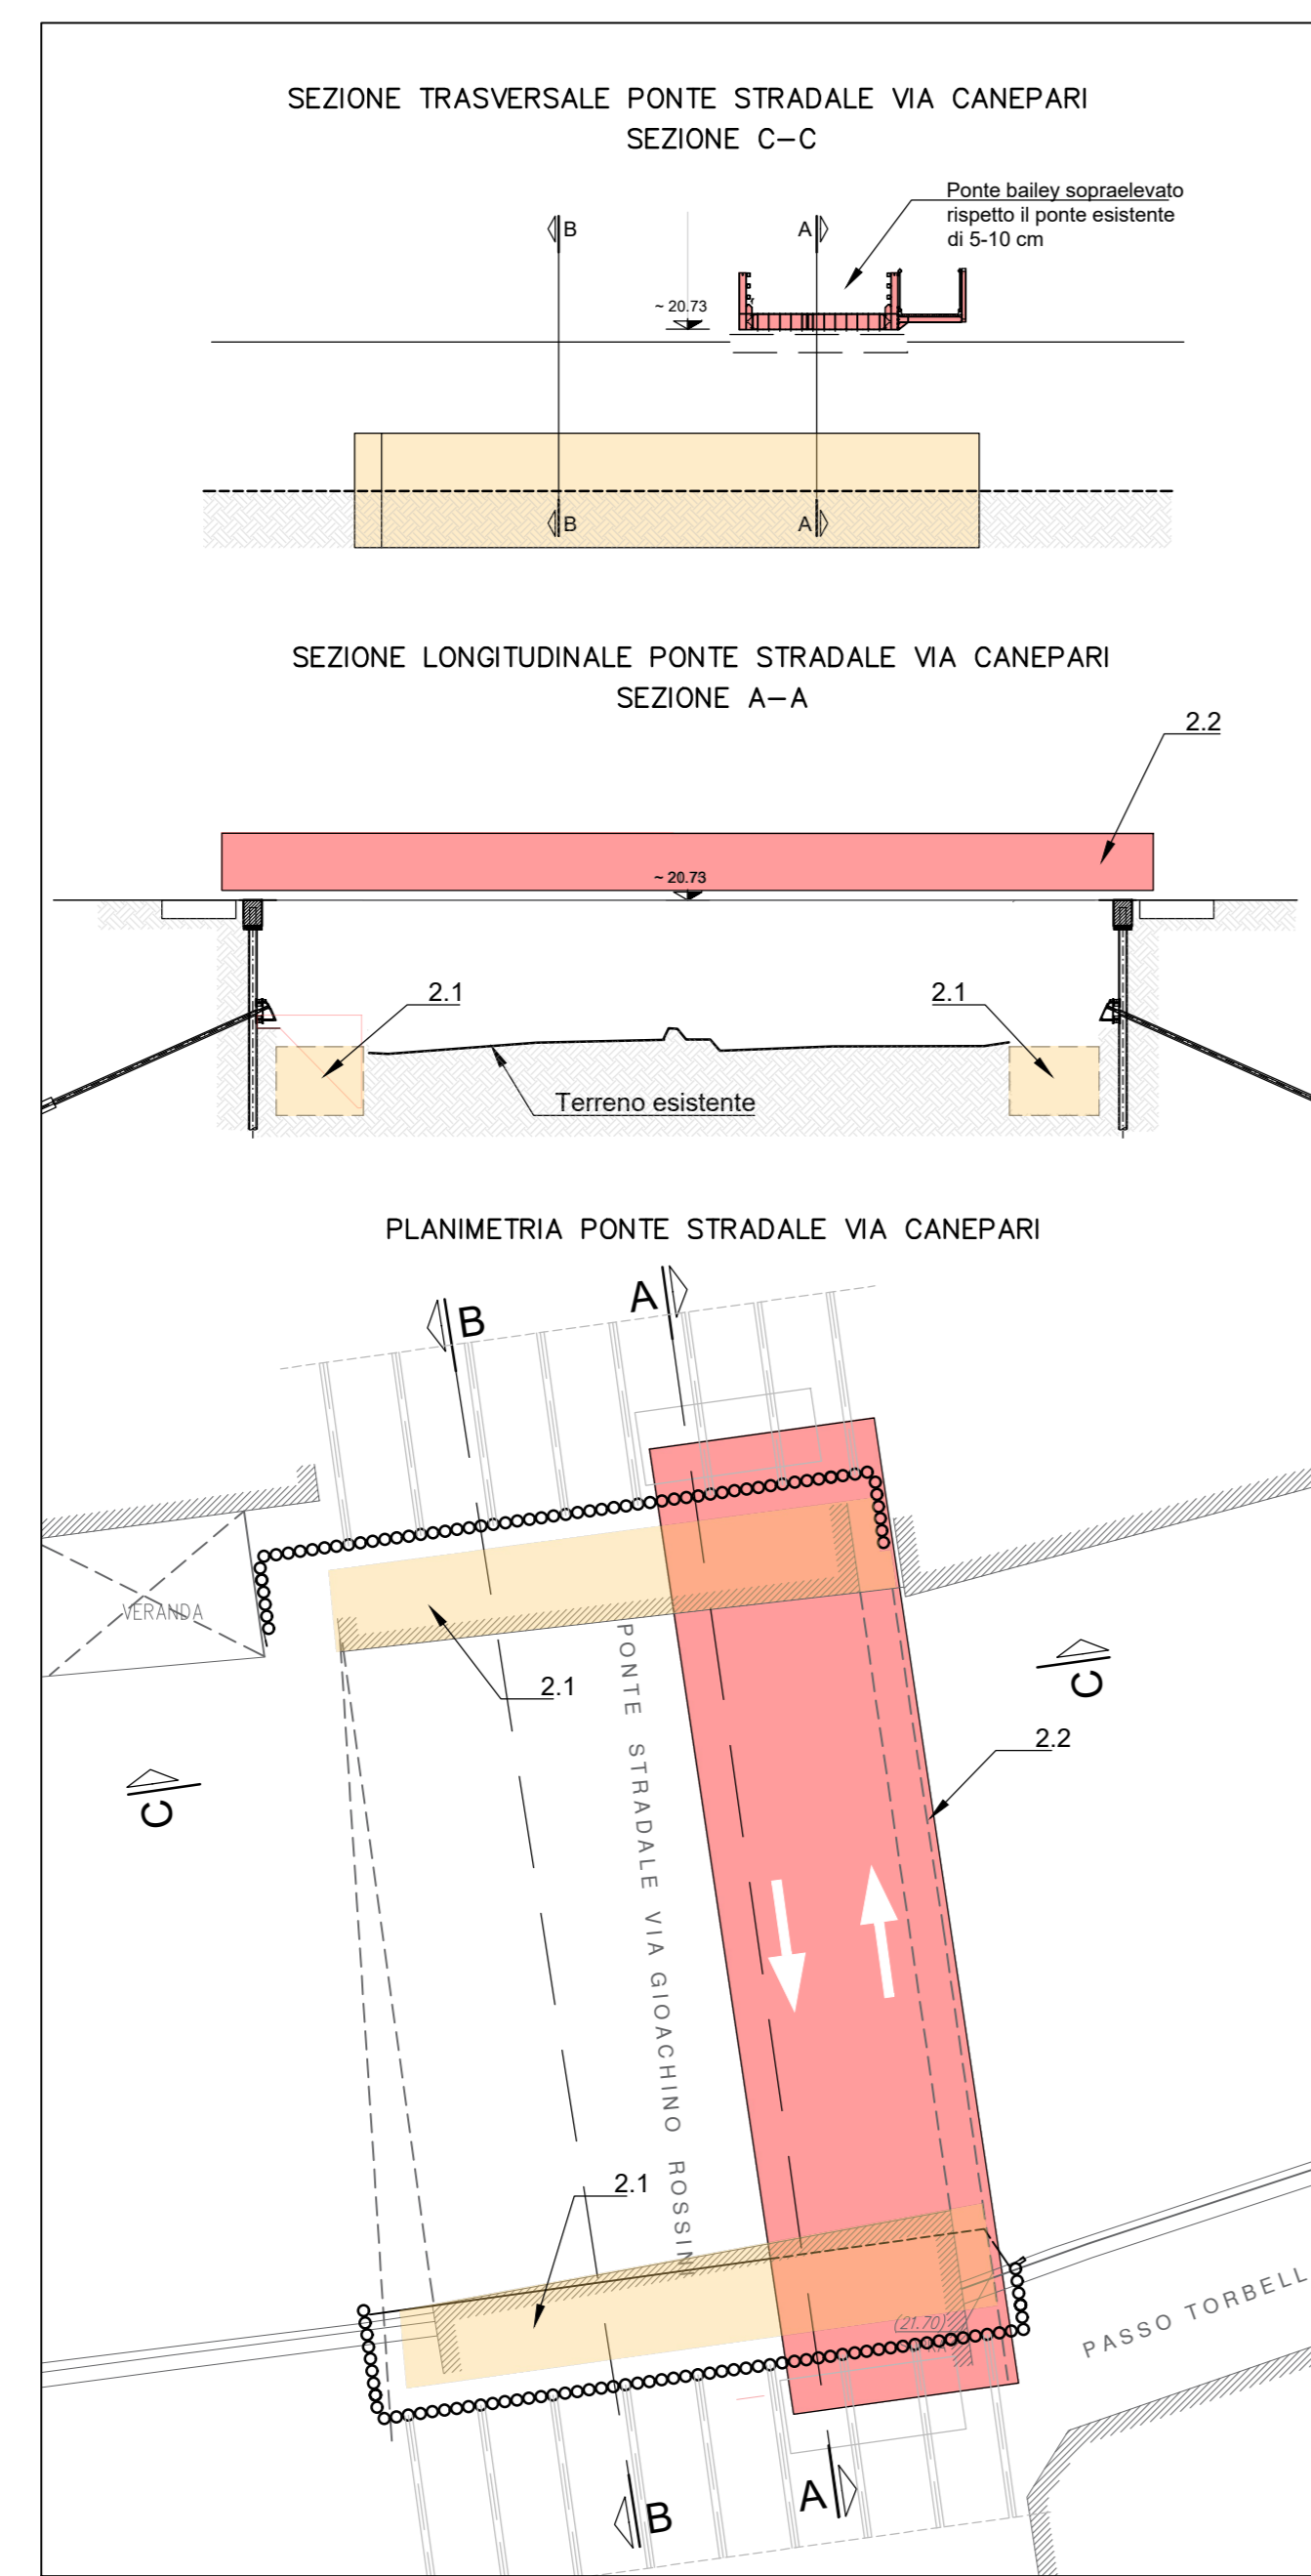 SEZIONE TRASVERSALE PONTE STRADALE VIA CANEPARI
SEZIONE C-C
Ponte bailey sopraelevato
rispetto il ponte esistente
di 5-10 cm
B
A
~ 20.73
B
A
SEZIONE LONGITUDINALE PONTE STRADALE VIA CANEPARI
SEZIONE A-A
2.2
~ 20.73
2.1
2.1
Terreno esistente
PLANIMETRIA PONTE STRADALE VIA CANEPARI
B
A
VERANDA
2.1
C
C
2.2
PONTE STRADALE VIA GIOACHINO ROSSINI
2.1
(21.70)
PASSO TORBELL
A
B